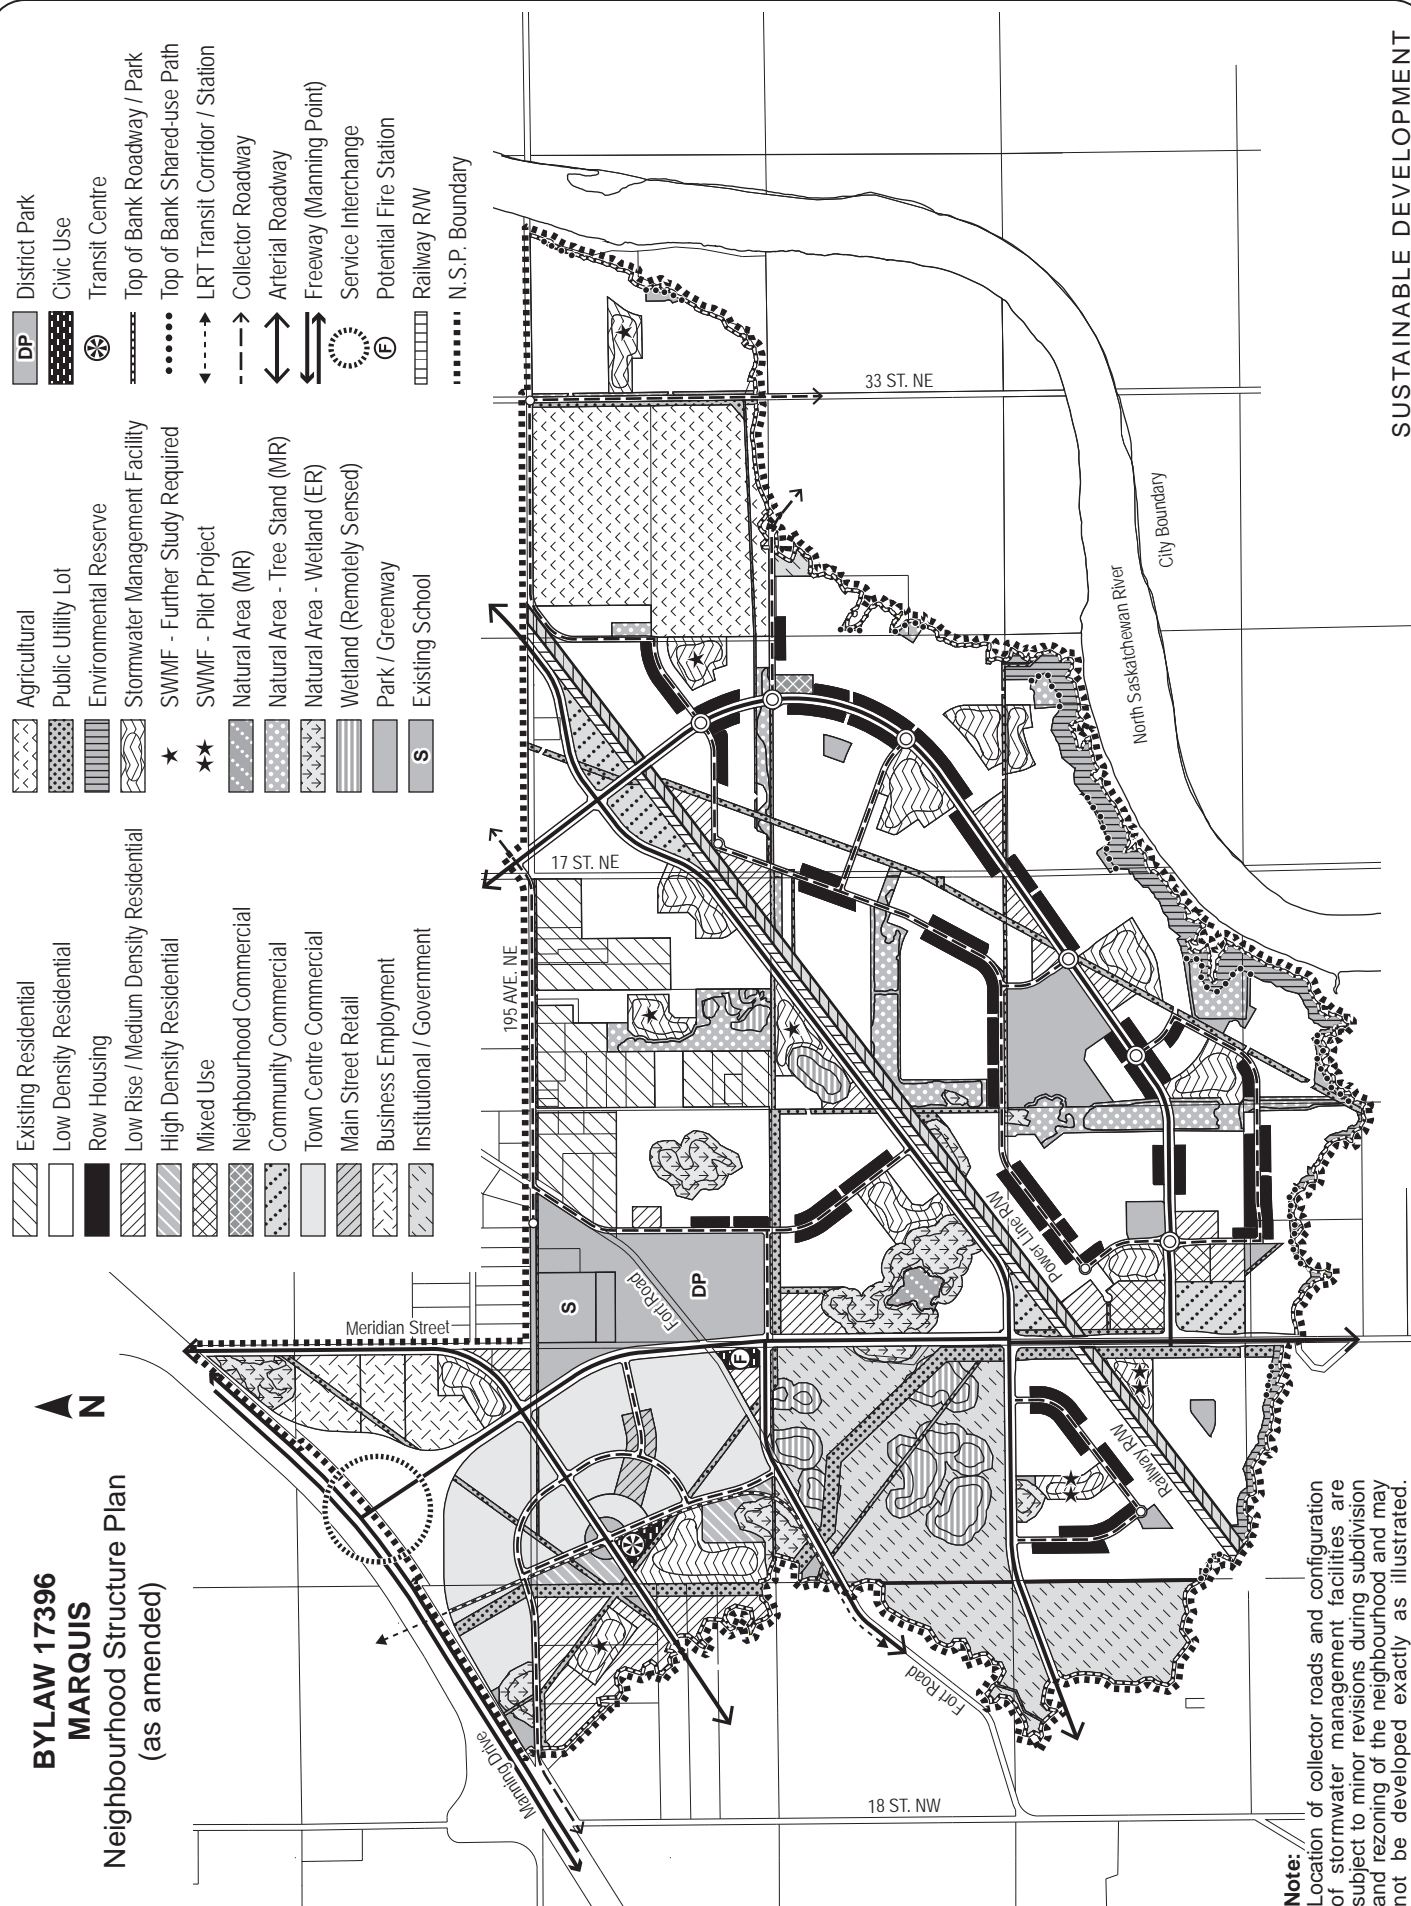 BYLAW 17396
MARQUIS
Neighbourhood Structure Plan
(as amended)
N
Existing Residential
Low Density Residential
Row Housing
Low Rise / Medium Density Residential
High Density Residential
Mixed Use
Neighbourhood Commercial
Community Commercial
Town Centre Commercial
Main Street Retail
Business Employment
Institutional / Government
Agricultural
Public Utility Lot
Environmental Reserve
Stormwater Management Facility
SWMF - Further Study Required
SWMF - Pilot Project
Natural Area (MR)
Natural Area - Tree Stand (MR)
Natural Area - Wetland (ER)
Wetland (Remotely Sensed)
Park / Greenway
S Existing School
DP District Park
Civic Use
Transit Centre
Top of Bank Roadway / Park
Top of Bank Shared-use Path
LRT Transit Corridor / Station
Collector Roadway
Arterial Roadway
Freeway (Manning Point)
Service Interchange
F Potential Fire Station
Railway R/W
N.S.P. Boundary
Meridian Street
195 AVE. NE
17 ST. NE
33 ST. NE
S
Fort Road
DP
F
Manning Drive
Power Line R/W
Railway R/W
Fort Road
18 ST. NW
North Saskatchewan River
City Boundary
Note:
Location of collector roads and configuration
of stormwater management facilities are
subject to minor revisions during subdivision
and rezoning of the neighbourhood and may
not be developed exactly as illustrated.
SUSTAINABLE DEVELOPMENT